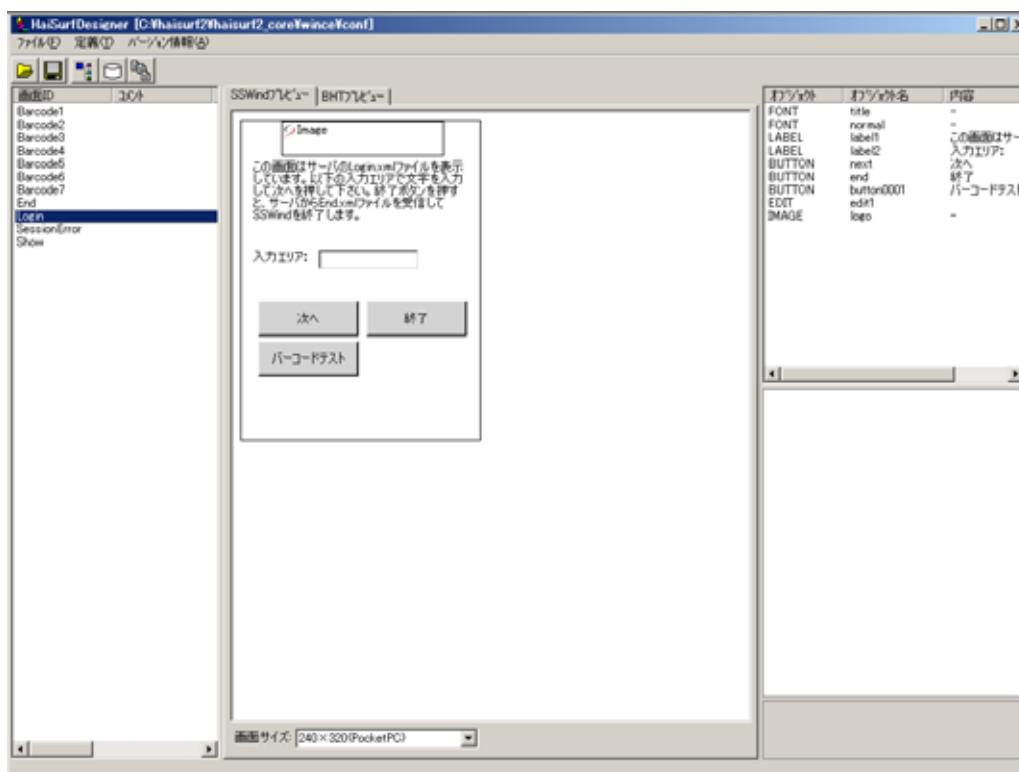 HaiSurfDesigner [C:¥haisurf2¥haisurf2_core¥wince¥conf]
ファイル(F) 定義(T) バージョン情報(A)
画面ID コメント
Barcode1
Barcode2
Barcode3
Barcode4
Barcode5
Barcode6
Barcode7
End
Login
SessionError
Show
SSWindプレビュー BHTプレビュー
Image
この画面はサーバのLogin.xmlファイルを表示
しています。以下の入力エリアで文字を入力
して次へを押して下さい。終了ボタンを押す
と、サーバからEnd.xmlファイルを受信して
SSWindを終了します。
入力エリア:
次へ 終了
バーコードテスト
画面サイズ: 240×320(PocketPC)
オブジェクト オブジェクト名 内容
FONT title -
FONT normal -
LABEL label1 この画面はサー
LABEL label2 入力エリア:
BUTTON next 次へ
BUTTON end 終了
BUTTON button0001 バーコードテス
EDIT edit1
IMAGE logo -